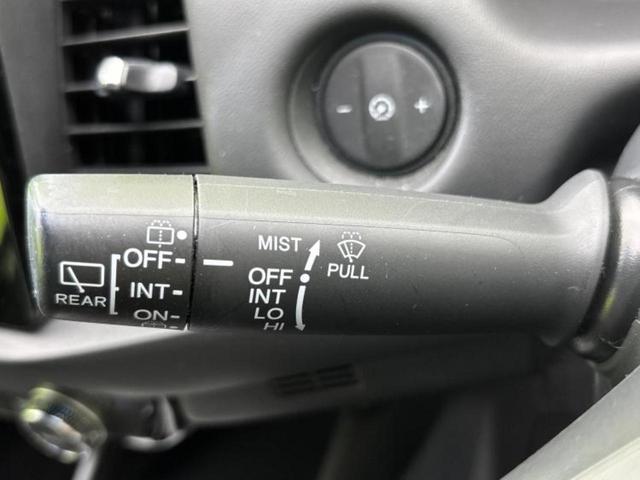 - +
MIST
OFF- OFF PULL
REAR INT- INT
ON- LO
HI